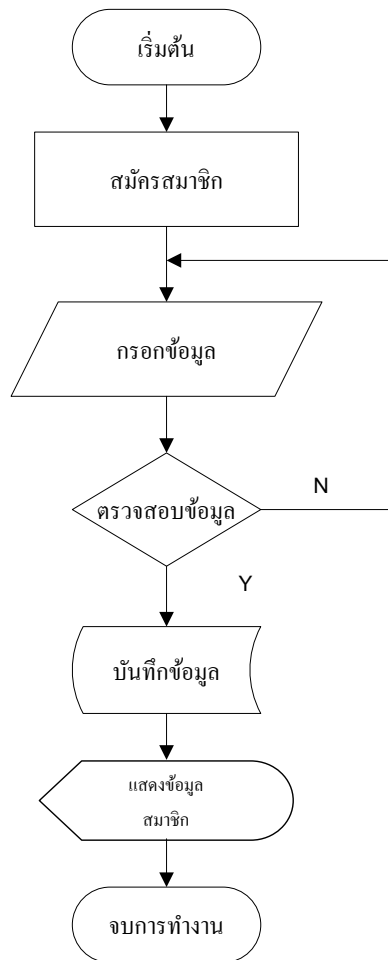 เริ่มต้น
สมัครสมาชิก
กรอกข้อมูล
ตรวจสอบข้อมูล
N
Y
บันทึกข้อมูล
แสดงข้อมูล
สมาชิก
จบการทำงาน